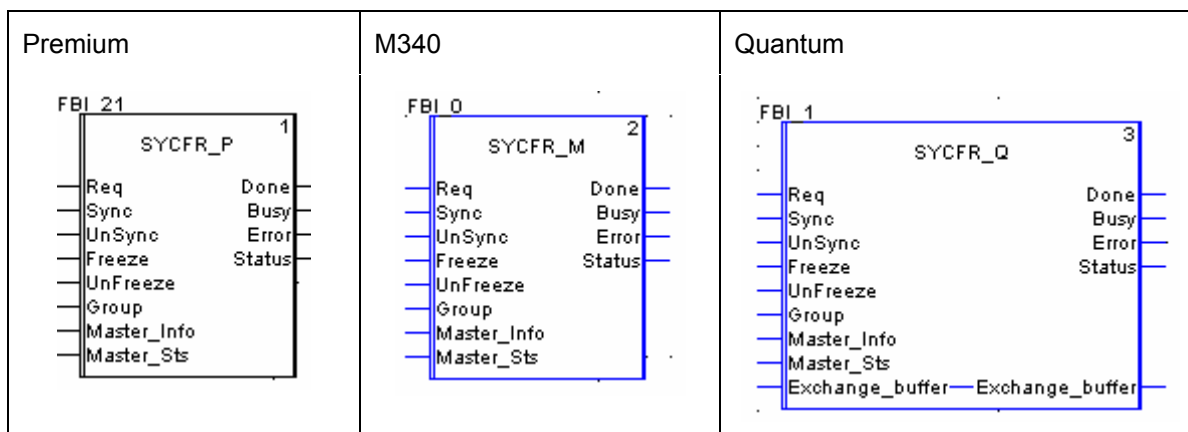 Premium
M340
Quantum
FBI_21
1
SYCFR_P
Req Done
Sync Busy
UnSync Error
Freeze Status
UnFreeze
Group
Master_Info
Master_Sts
FBI_0
2
SYCFR_M
Req Done
Sync Busy
UnSync Error
Freeze Status
UnFreeze
Group
Master_Info
Master_Sts
FBI_1
3
SYCFR_Q
Req Done
Sync Busy
UnSync Error
Freeze Status
UnFreeze
Group
Master_Info
Master_Sts
Exchange_buffer Exchange_buffer